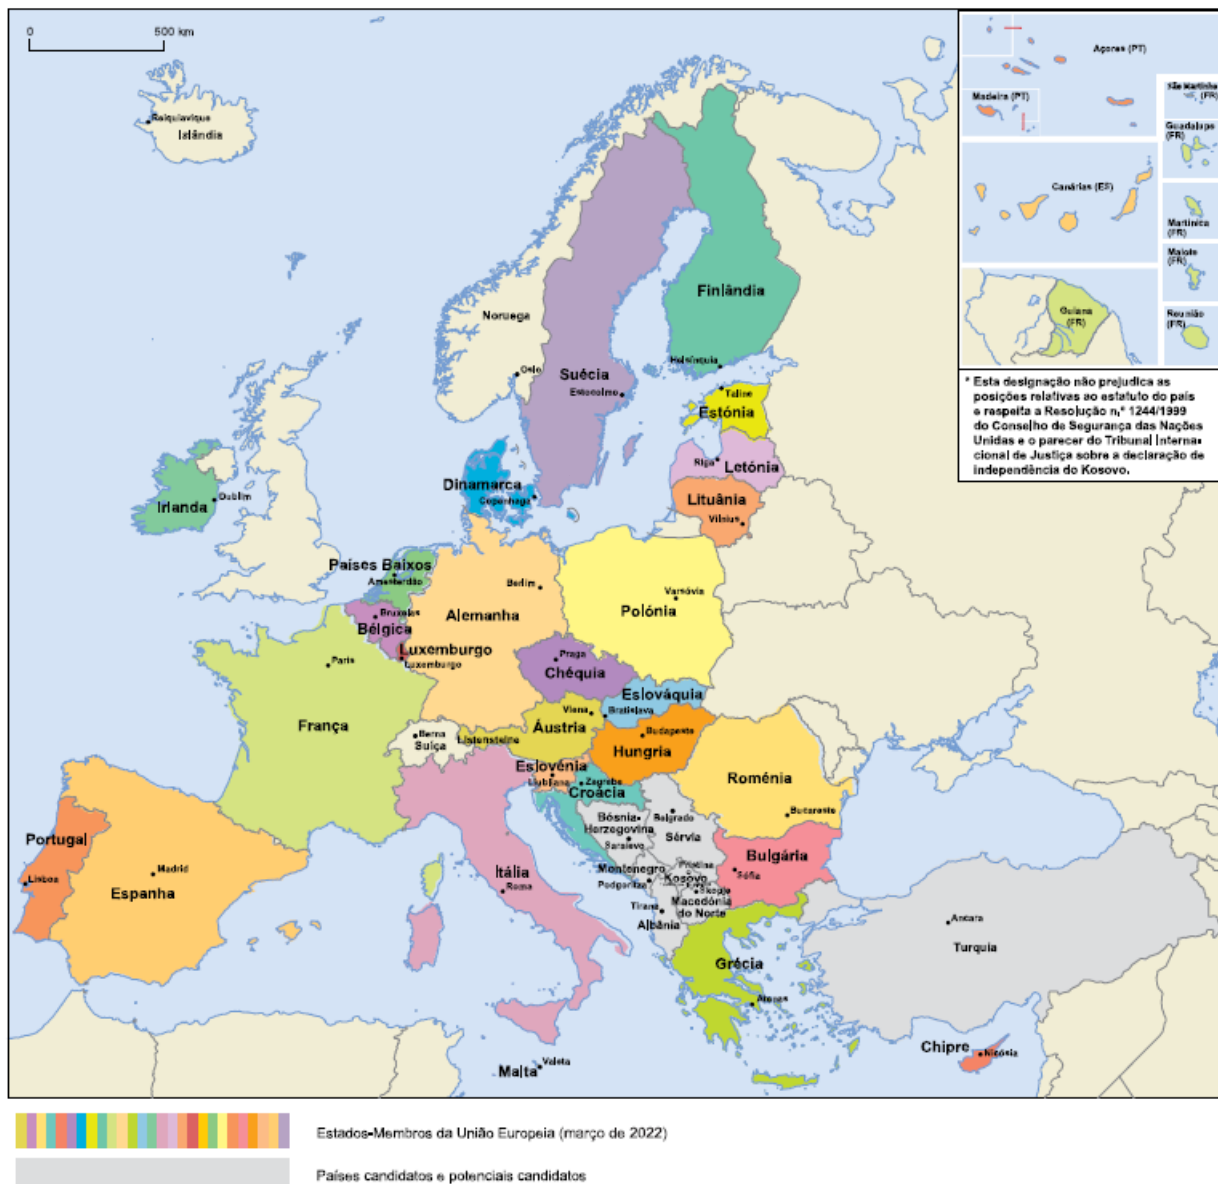 0
500 km
Reiquiavique
Islândia
Açores (PT)
Madeira (PT)
São Martinho
(FR)
Guadalupe
(FR)
Canárias (ES)
Martinica
(FR)
Maiote
(FR)
Guiana
(FR)
Reunião
(FR)
* Esta designação não prejudica as
posições relativas ao estatuto do país
e respeita a Resolução n.° 1244/1999
do Conselho de Segurança das Nações
Unidas e o parecer do Tribunal Interna-
cional de Justiça sobre a declaração de
independência do Kosovo.
Finlândia
Noruega
Helsínquia
Oslo
Suécia
Estocolmo
Taline
Estónia
Riga
Letónia
Dinamarca
Copenhaga
Lituânia
Vilnius
Dublim
Irlanda
Países Baixos
Amesterdão
Berlim
Varsóvia
Polónia
Alemanha
Bruxelas
Bélgica
Luxemburgo
Luxemburgo
Paris
Praga
Chéquia
Eslováquia
Bratislava
Viena
Áustria
França
Berna
Suíça
Listenstaine
Budapeste
Hungria
Eslovénia
Liubliana
Zagrebe
Croácia
Roménia
Bucareste
Bósnia-
Herzegovina
Saraievo
Belgrado
Sérvia
Portugal
Lisboa
Madrid
Espanha
Itália
Roma
Montenegro
Podgoritza
Pristina
Kosovo
Bulgária
Sófia
Skopje
Macedónia
do Norte
Tirana
Albânia
Ancara
Turquia
Grécia
Atenas
Chipre
Nicósia
Malta
Valeta
Estados-Membros da União Europeia (março de 2022)
Países candidatos e potenciais candidatos